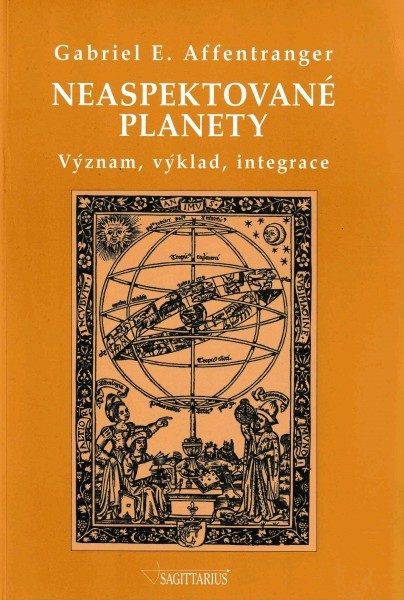 Gabriel E. Affentranger
NEASPEKTOVANÉ
PLANETY
Význam, výklad, integrace
SAGITTARIUS